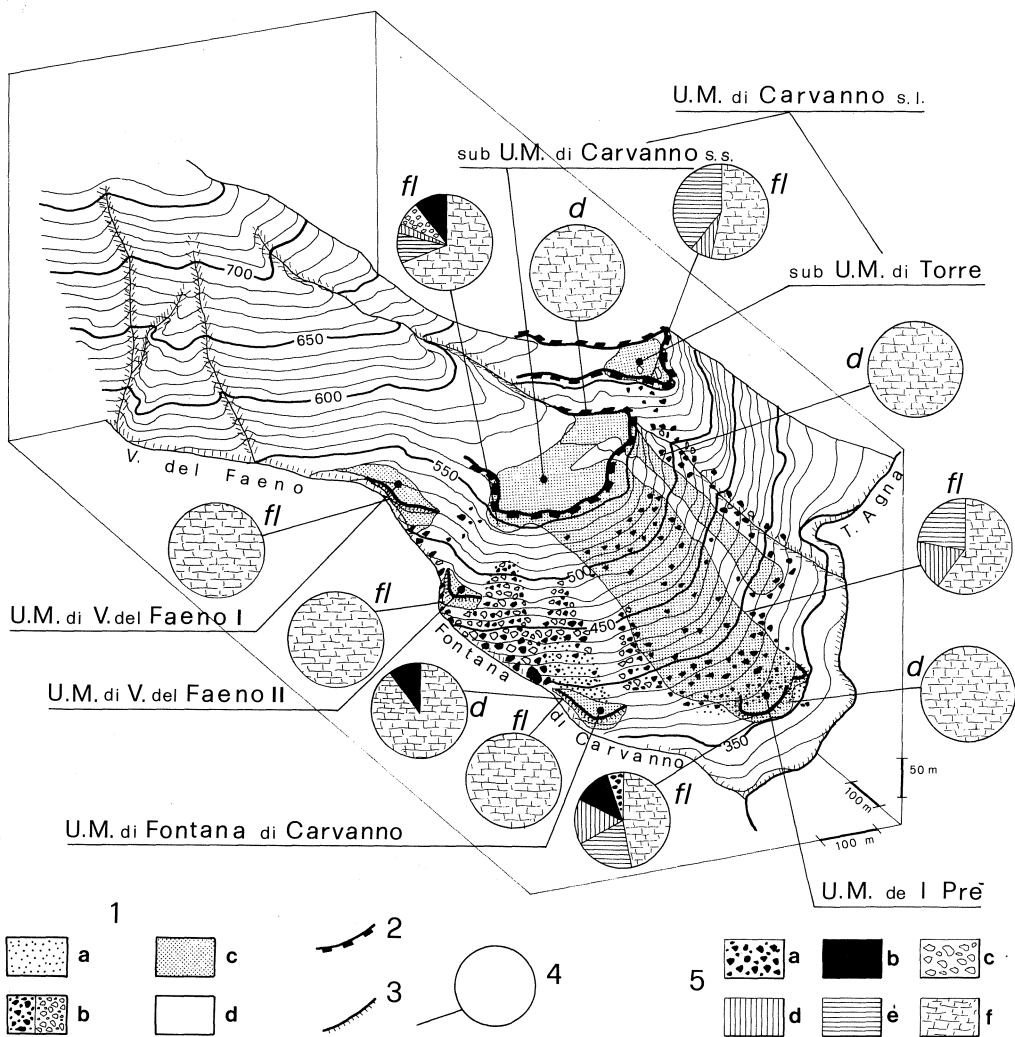 U.M. di Carvanno s.l.
sub U.M. di Carvanno s.s.
fl
d
fl
sub U.M. di Torre
700
650
d
600
550
V. del Faeno
fl
T. Agna
fl
500
U.M. di V. del Faeno I
fl
450
Fontana di Carvanno
U.M. di V. del Faeno II
d
d
fl
350
50 m
100 m
fl
U.M. di Fontana di Carvanno
100 m
U.M. de I Pre
1
a
c
2
4
5
a
b
c
b
d
3
d
e
f